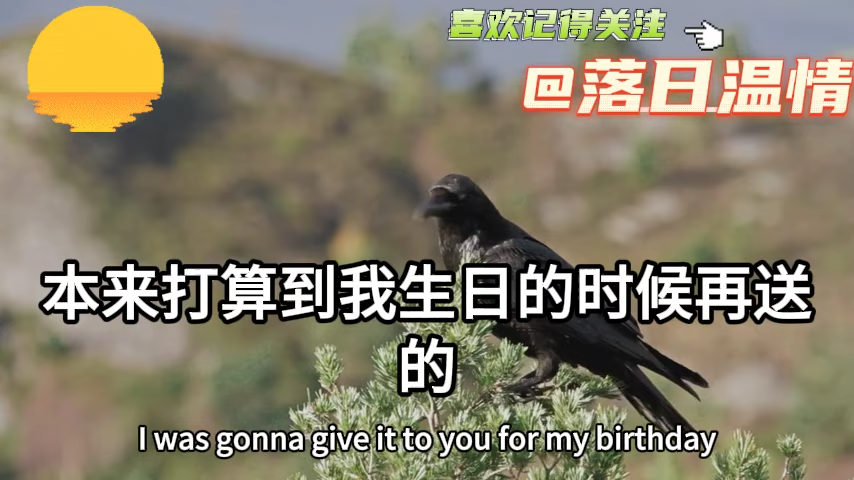 喜欢记得关注
@落日温情
本来打算到我生日的时候再送
的
I was gonna give it to you for my birthday